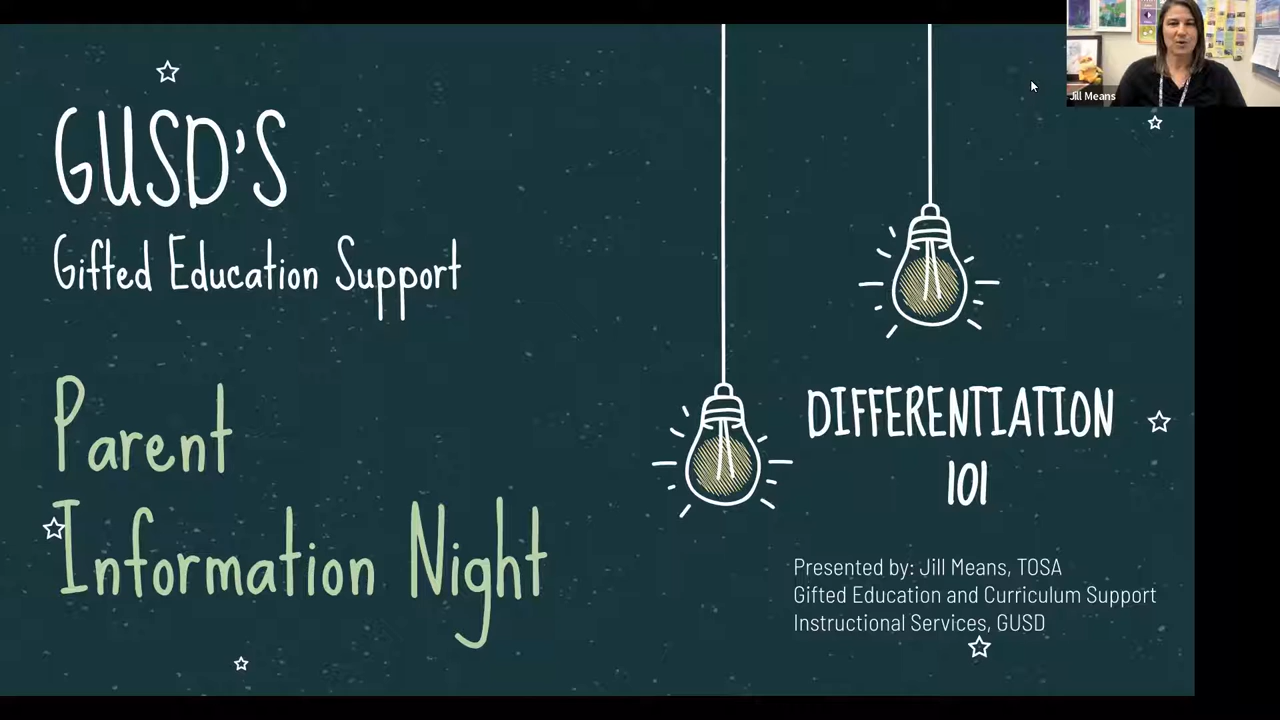 GUSD'S
Gifted Education Support
Parent
Information Night
DIFFERENTIATION
101
Presented by: Jill Means, TOSA
Gifted Education and Curriculum Support
Instructional Services, GUSD
Jill Means